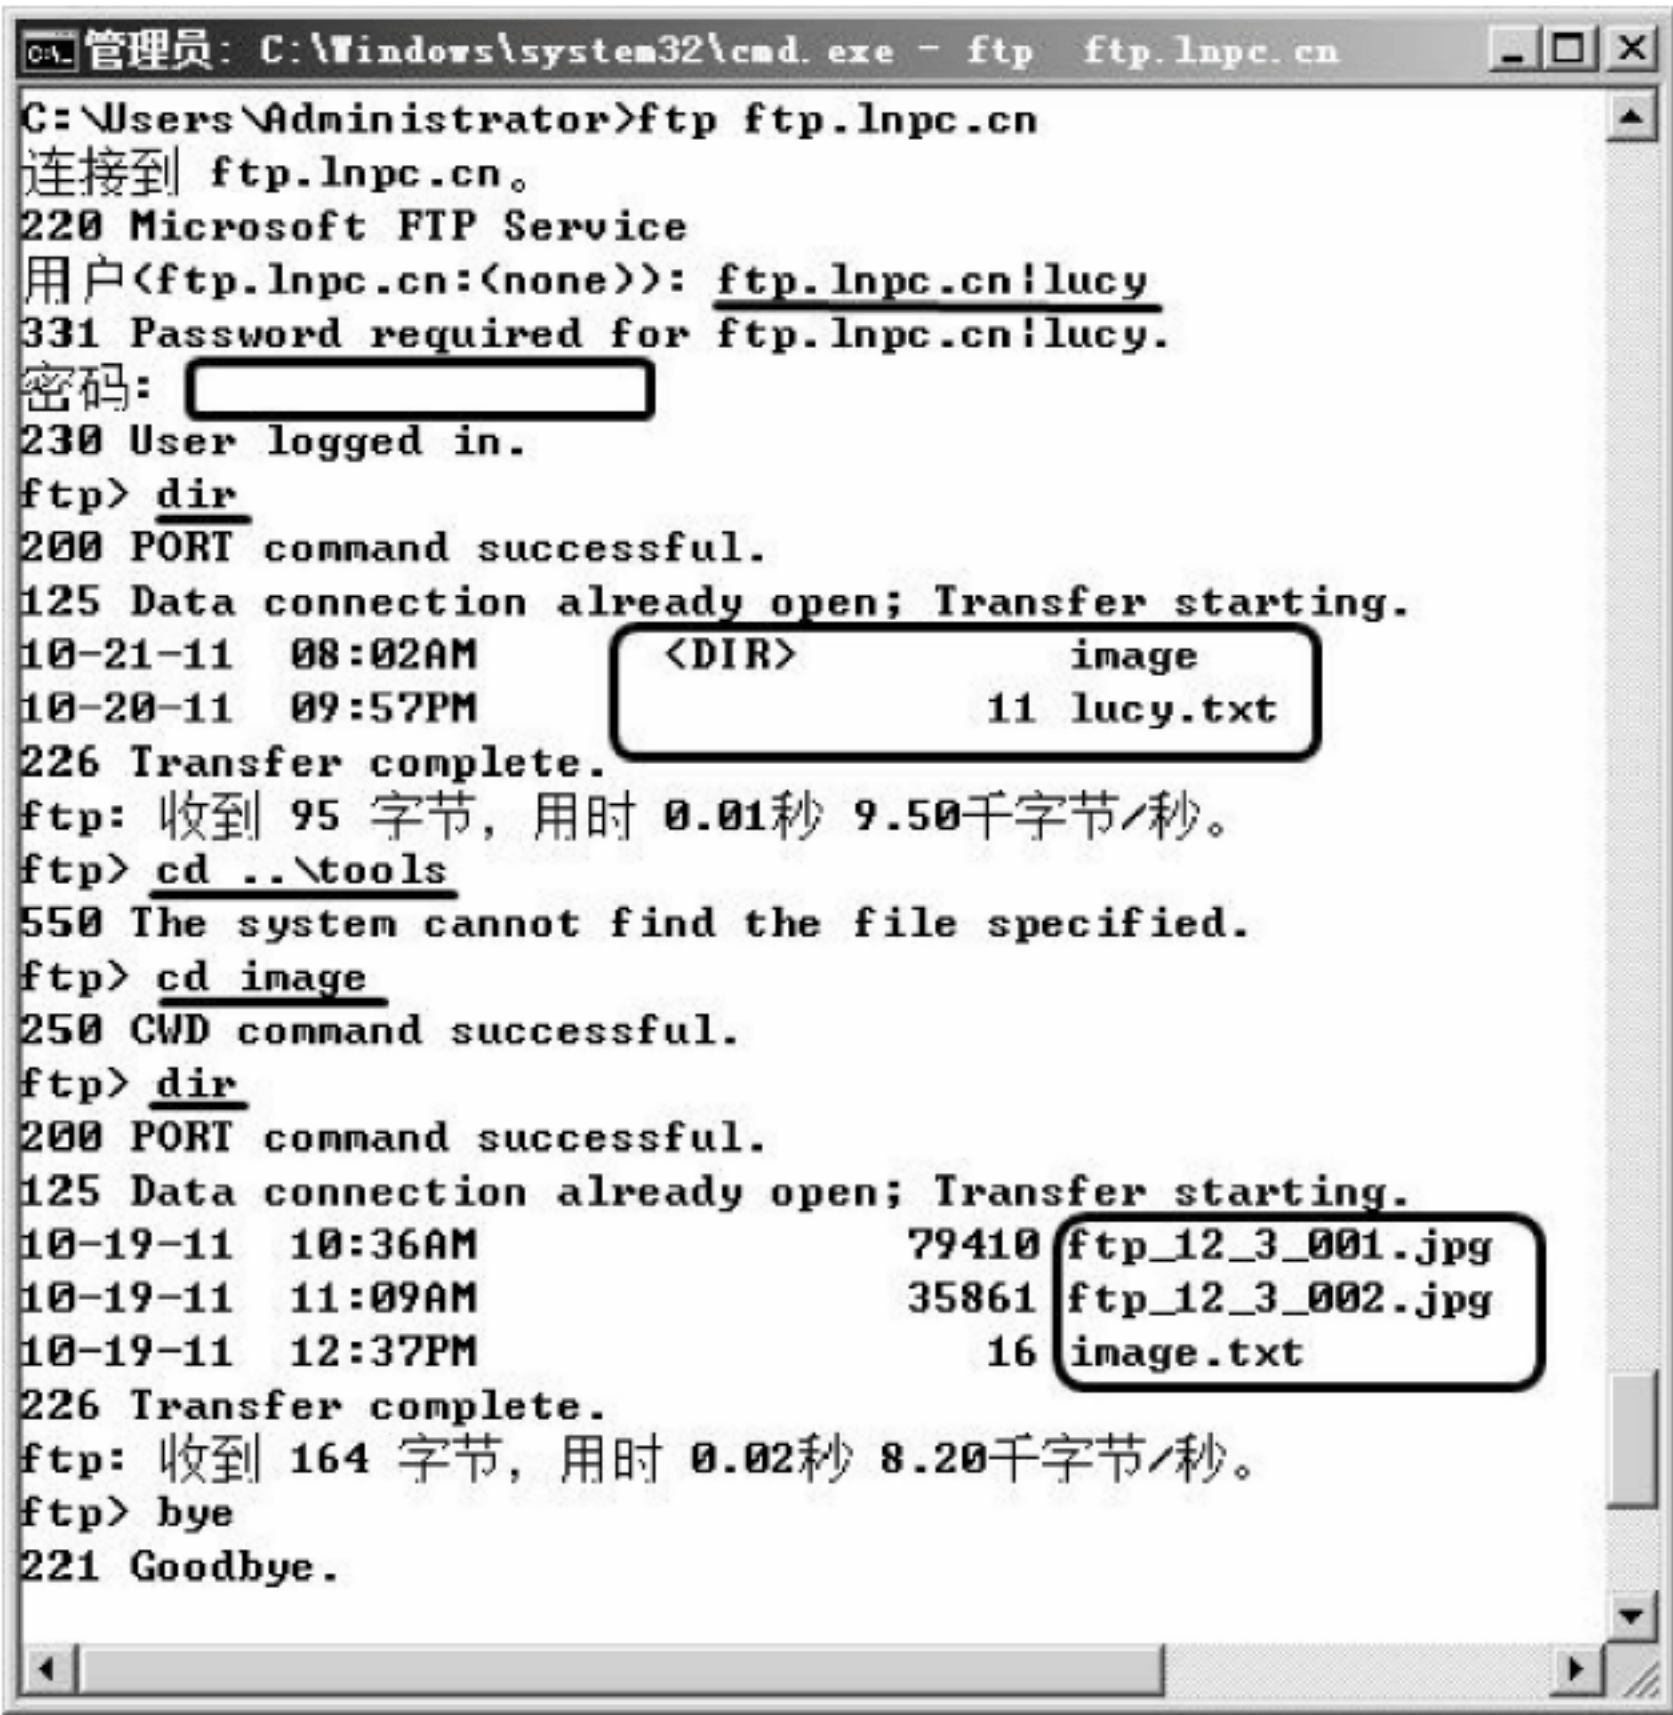 管理员: C:\Windows\system32\cmd.exe - ftp ftp.lnpc.cn
C:\Users\Administrator>ftp ftp.lnpc.cn
连接到 ftp.lnpc.cn。
220 Microsoft FTP Service
用户(ftp.lnpc.cn:(none)): ftp.lnpc.cn|lucy
331 Password required for ftp.lnpc.cn|lucy.
密码:
230 User logged in.
ftp> dir
200 PORT command successful.
125 Data connection already open; Transfer starting.
10-21-11  08:02AM       <DIR>          image
10-20-11  09:57PM                   11 lucy.txt
226 Transfer complete.
ftp: 收到 95 字节，用时 0.01秒 9.50千字节/秒。
ftp> cd ..\tools
550 The system cannot find the file specified.
ftp> cd image
250 CWD command successful.
ftp> dir
200 PORT command successful.
125 Data connection already open; Transfer starting.
10-19-11  10:36AM                79410 ftp_12_3_001.jpg
10-19-11  11:09AM                35861 ftp_12_3_002.jpg
10-19-11  12:37PM                   16 image.txt
226 Transfer complete.
ftp: 收到 164 字节，用时 0.02秒 8.20千字节/秒。
ftp> bye
221 Goodbye.